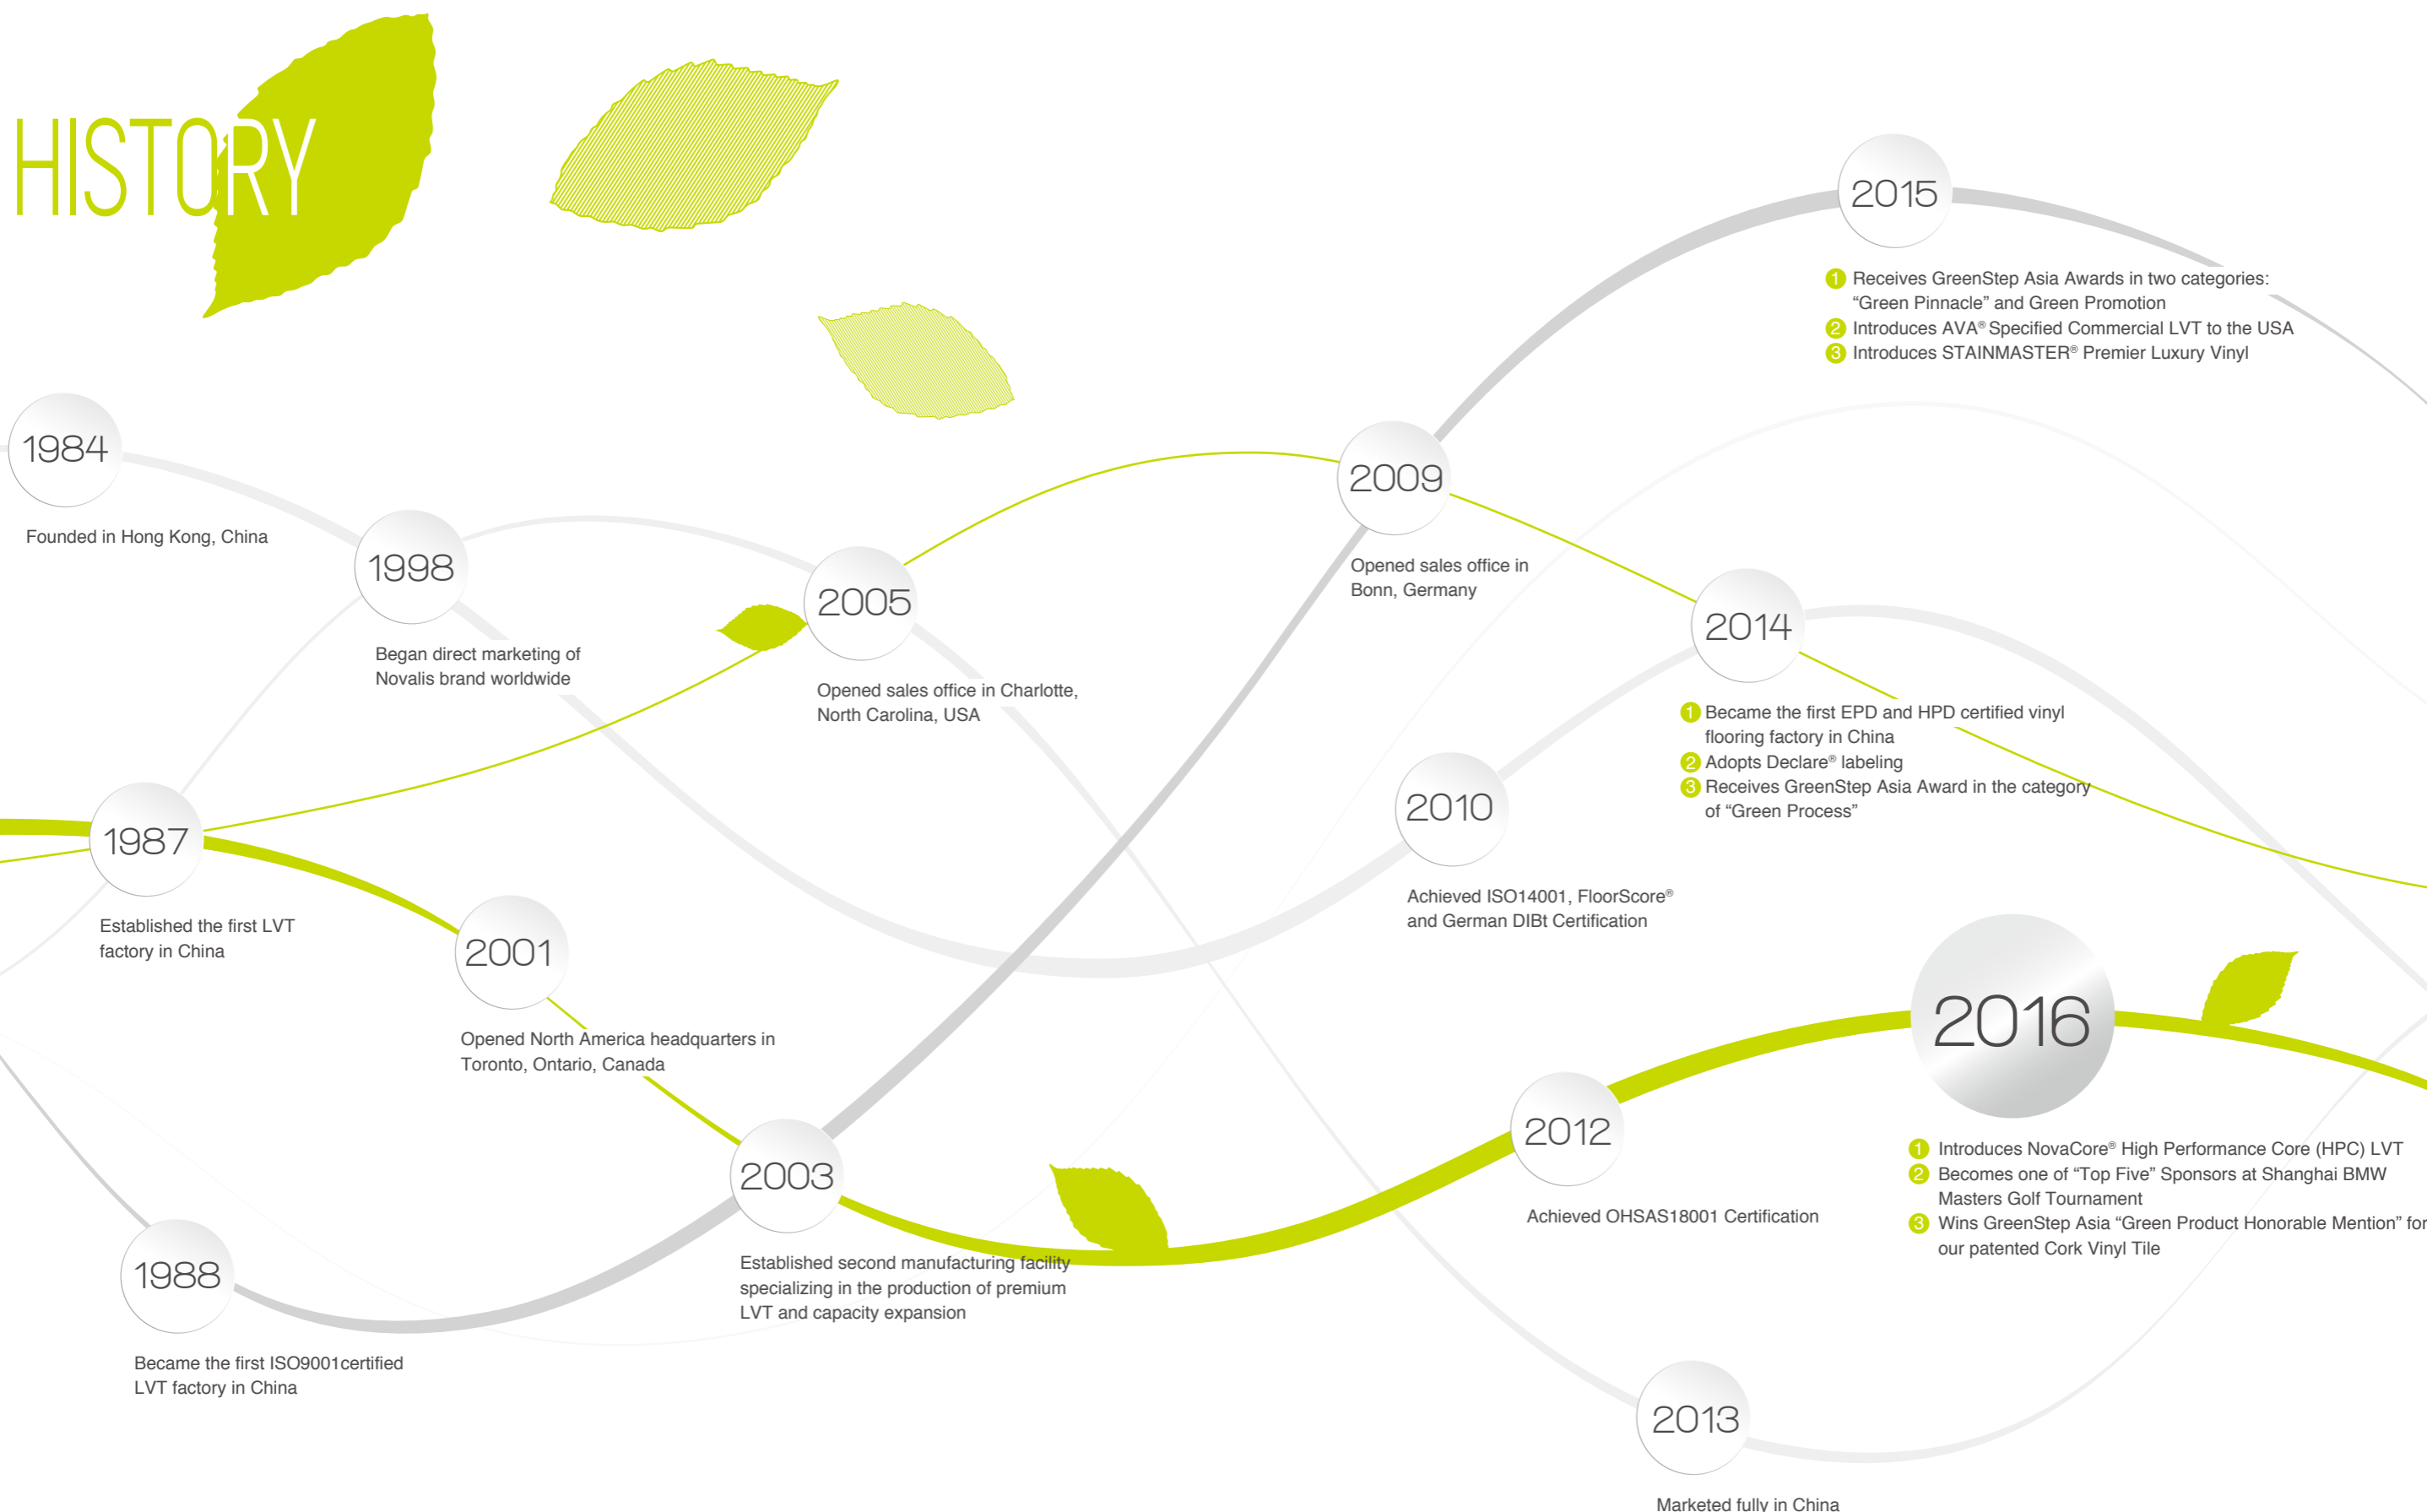 HISTORY
1984
Founded in Hong Kong, China
1987
Established the first LVT
factory in China
1988
Became the first ISO9001certified
LVT factory in China
1998
Began direct marketing of
Novalis brand worldwide
2001
Opened North America headquarters in
Toronto, Ontario, Canada
2003
Established second manufacturing facility
specializing in the production of premium
LVT and capacity expansion
2005
Opened sales office in Charlotte,
North Carolina, USA
2009
Opened sales office in
Bonn, Germany
2010
Achieved ISO14001, FloorScore®
and German DIBt Certification
2012
Achieved OHSAS18001 Certification
2013
Marketed fully in China
2014
1 Became the first EPD and HPD certified vinyl
flooring factory in China
2 Adopts Declare® labeling
3 Receives GreenStep Asia Award in the category
of “Green Process”
2015
1 Receives GreenStep Asia Awards in two categories:
“Green Pinnacle” and Green Promotion
2 Introduces AVA® Specified Commercial LVT to the USA
3 Introduces STAINMASTER® Premier Luxury Vinyl
2016
1 Introduces NovaCore® High Performance Core (HPC) LVT
2 Becomes one of “Top Five” Sponsors at Shanghai BMW
Masters Golf Tournament
3 Wins GreenStep Asia “Green Product Honorable Mention” for
our patented Cork Vinyl Tile